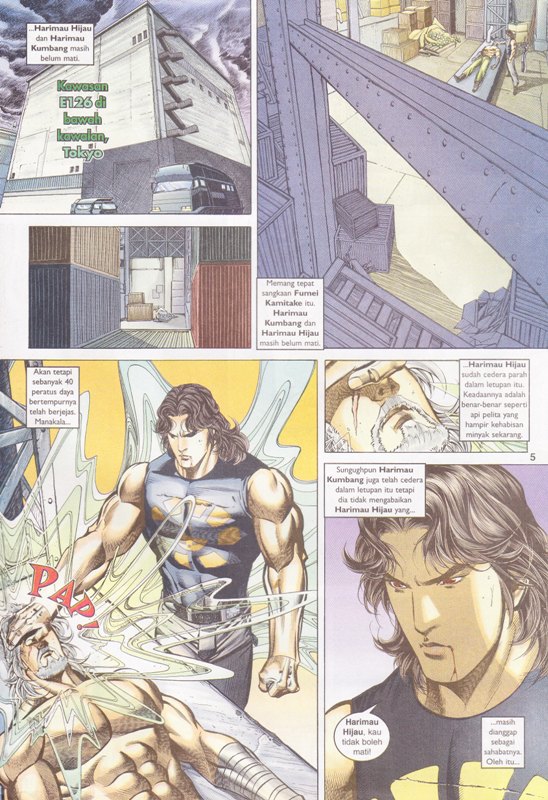 ...Harimau Hijau
dan Harimau
Kumbang masih
belum mati.
Kawasan
E126 di
bawah
kawalan,
Tokyo
Memang tepat
sangkaan Fumei
Kamitake itu.
Harimau
Kumbang dan
Harimau Hijau
masih belum mati.
Akan tetapi
sebanyak 40
peratus daya
bertempurnya
telah berjejas.
Manakala...
...Harimau Hijau
sudah cedera parah
dalam letupan itu.
Keadaannya adalah
benar-benar seperti
api pelita yang
hampir kehabisan
minyak sekarang.
5
Sungughpun Harimau
Kumbang juga telah cedera
dalam letupan itu tetapi
dia tidak mengabaikan
Harimau Hijau yang...
PAP!
Harimau
Hijau, kau
tidak boleh
mati!
...masih
dianggap
sebagai
sahabatnya.
Oleh itu...